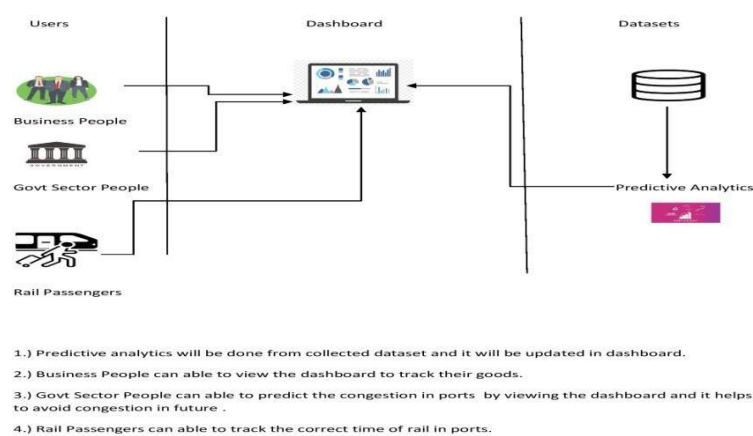 Users
Dashboard
Datasets
Business People
GOVERNMENT
Govt Sector People
Predictive Analytics
Rail Passengers
1.) Predictive analytics will be done from collected dataset and it will be updated in dashboard.
2.) Business People can able to view the dashboard to track their goods.
3.) Govt Sector People can able to predict the congestion in ports by viewing the dashboard and it helps
to avoid congestion in future .
4.) Rail Passengers can able to track the correct time of rail in ports.